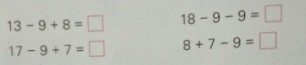 13 − 9 + 8 = □
18 − 9 − 9 = □
17 − 9 + 7 = □
8 + 7 − 9 = □